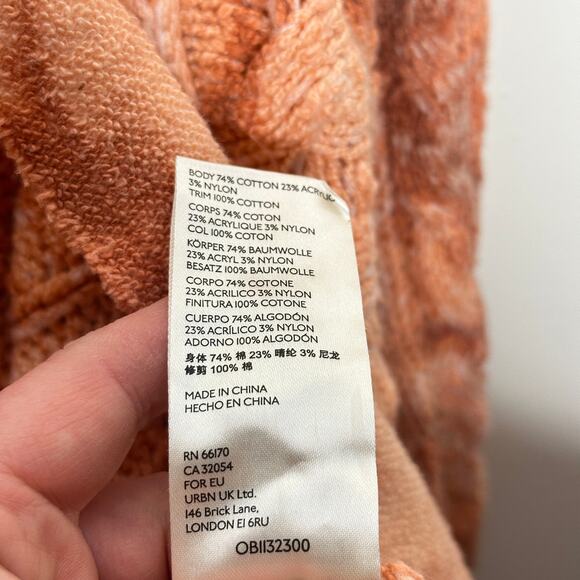 BODY 74% COTTON 23% ACRYLIC
3% NYLON
TRIM 100% COTTON
CORPS 74% COTON
23% ACRYLIQUE 3% NYLON
COL 100% COTON
KÖRPER 74% BAUMWOLLE
23% ACRYL 3% NYLON
BESATZ 100% BAUMWOLLE
CORPO 74% COTONE
23% ACRILICO 3% NYLON
FINITURA 100% COTONE
CUERPO 74% ALGODÓN
23% ACRÍLICO 3% NYLON
ADORNO 100% ALGODÓN
身体 74% 棉 23% 晴纶 3% 尼龙
修剪 100% 棉
MADE IN CHINA
HECHO EN CHINA
RN 66170
CA 32054
FOR EU
URBN UK Ltd.
146 Brick Lane,
LONDON E1 6RU
OB1132300